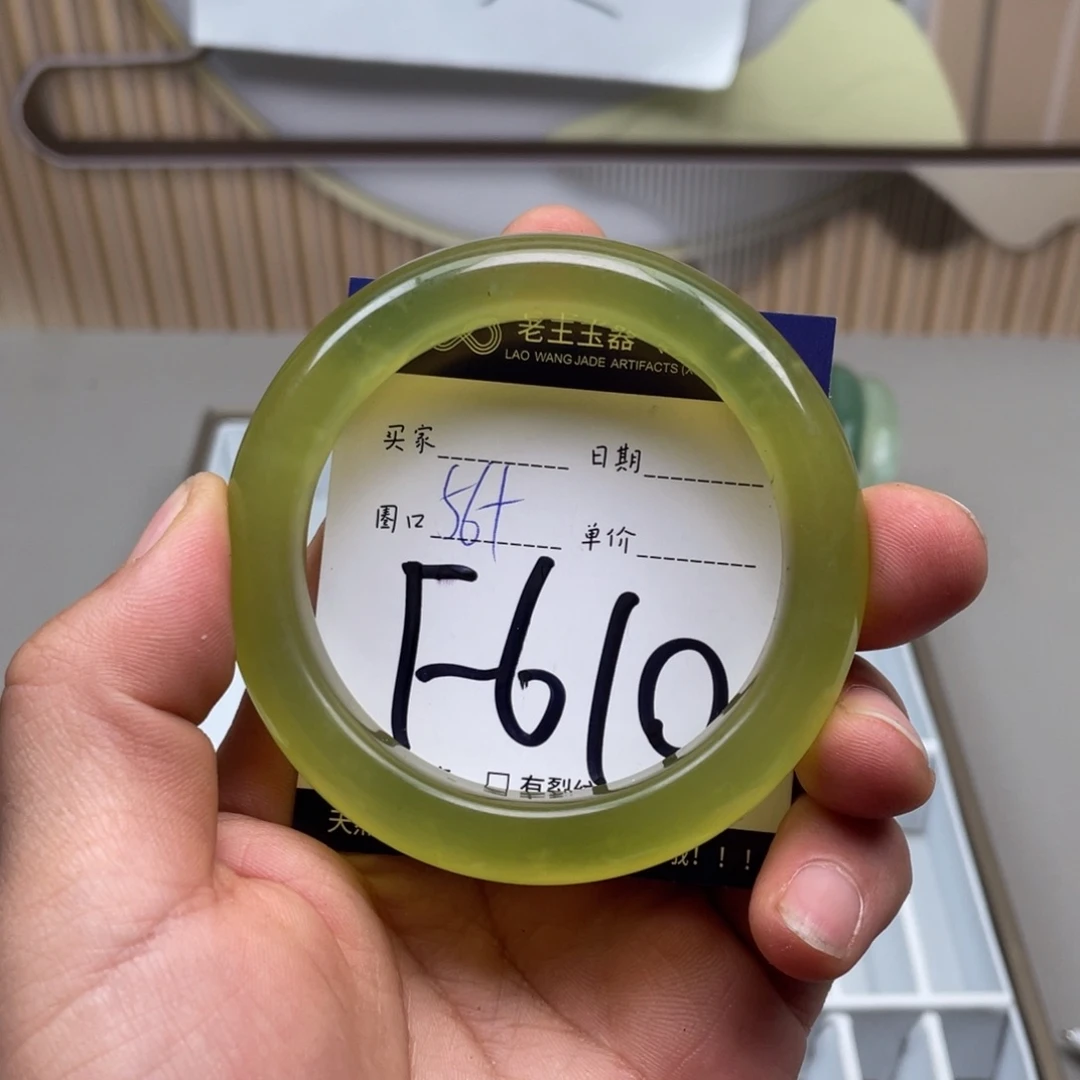 老王玉器
LAO WANG JADE ARTIFACTS
买家 日期
圈口 56+ 单价
F610
□ 有裂
我！！！